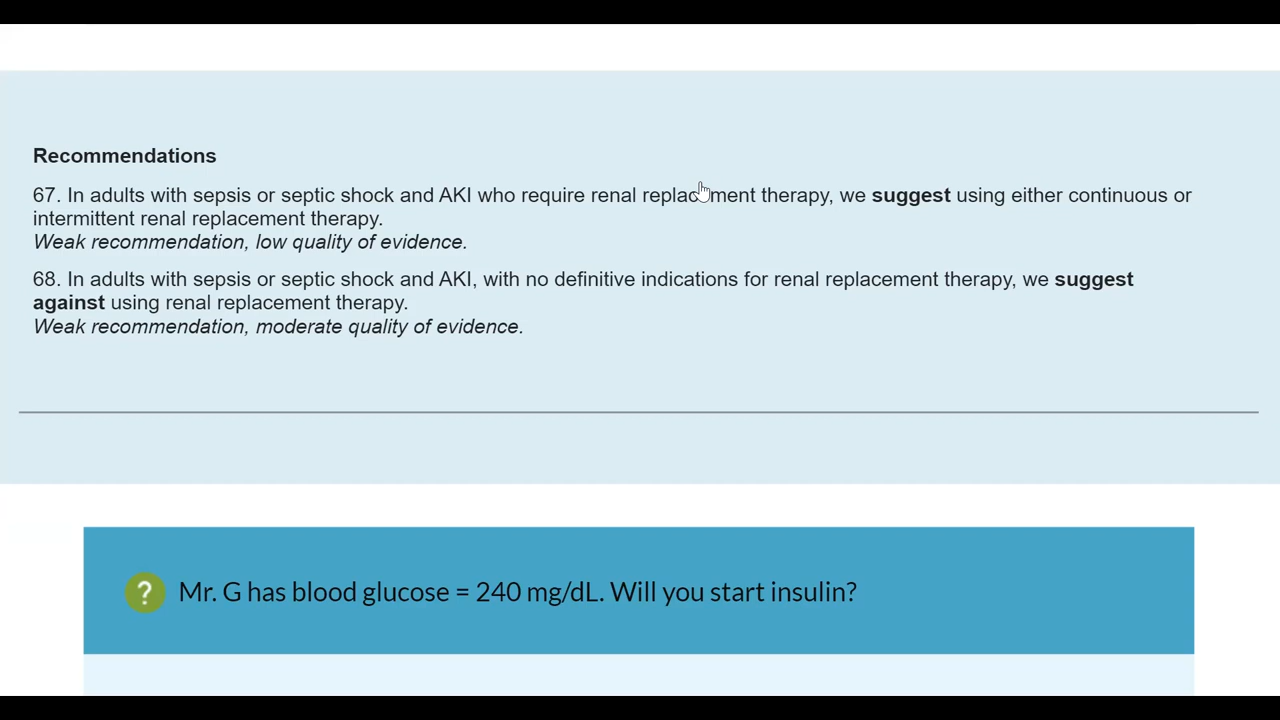 Recommendations
67. In adults with sepsis or septic shock and AKI who require renal replacement therapy, we suggest using either continuous or
intermittent renal replacement therapy.
Weak recommendation, low quality of evidence.
68. In adults with sepsis or septic shock and AKI, with no definitive indications for renal replacement therapy, we suggest
against using renal replacement therapy.
Weak recommendation, moderate quality of evidence.
? Mr. G has blood glucose = 240 mg/dL. Will you start insulin?